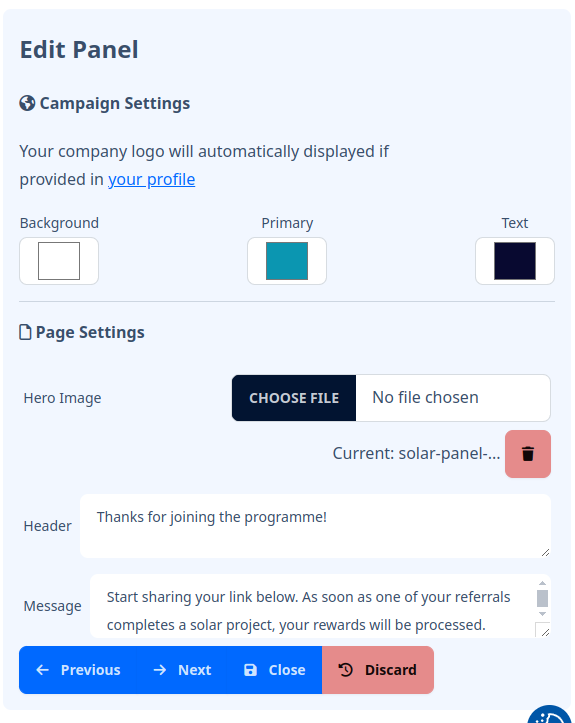 Edit Panel
Campaign Settings
Your company logo will automatically displayed if
provided in your profile
Background Primary Text
Page Settings
Hero Image CHOOSE FILE No file chosen
Current: solar-panel-...
Header Thanks for joining the programme!
Message Start sharing your link below. As soon as one of your referrals
completes a solar project, your rewards will be processed.
Previous Next Close Discard